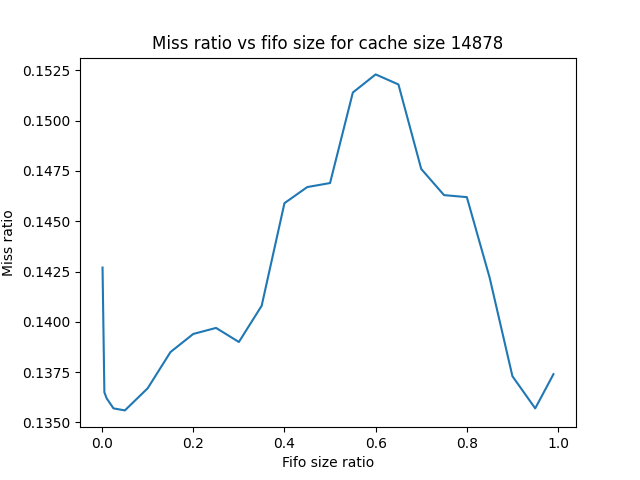 Miss ratio vs fifo size for cache size 14878
0.1525
0.1500
0.1475
0.1450
0.1425
0.1400
0.1375
0.1350
Miss ratio
0.0 0.2 0.4 0.6 0.8 1.0
Fifo size ratio